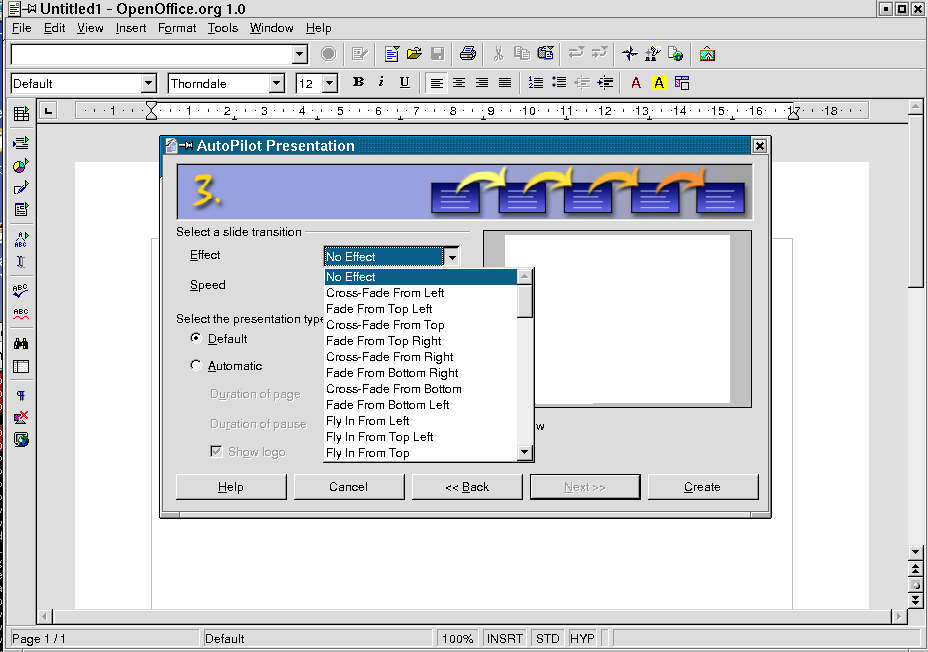 Untitled1 - OpenOffice.org 1.0
File Edit View Insert Format Tools Window Help
Default Thorndale 12 B i U A A
1 1 2 3 4 5 6 7 8 9 10 11 12 13 14 15 16 17 18
AutoPilot Presentation
3.
Select a slide transition
Effect No Effect
No Effect
Cross-Fade From Left
Speed
Fade From Top Left
Select the presentation type
Cross-Fade From Top
Default
Fade From Top Right
Cross-Fade From Right
Automatic
Fade From Bottom Right
Cross-Fade From Bottom
Duration of page
Fade From Bottom Left
Fly In From Left
Duration of pause
Fly In From Top Left
Show logo
Fly In From Top
Help Cancel << Back Next >> Create
Page 1 / 1 Default 100% INSRT STD HYP